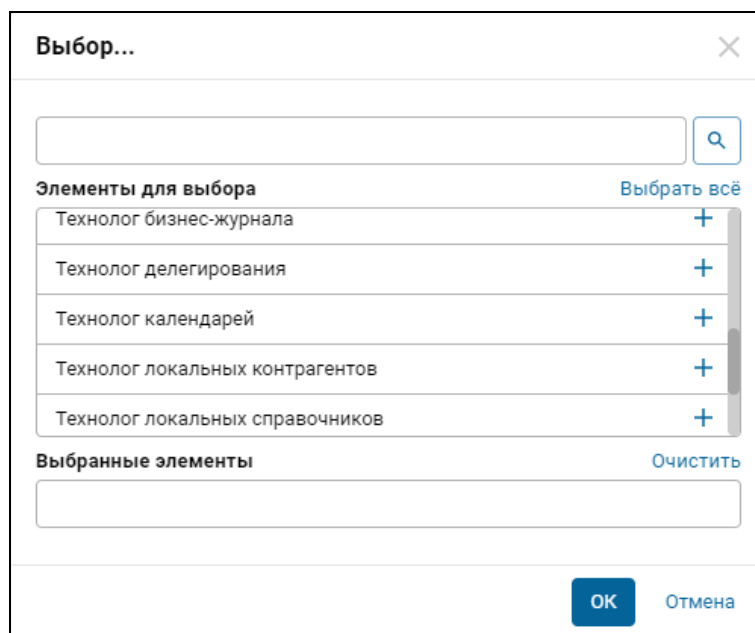 Выбор...
Элементы для выбора Выбрать всё
Технолог бизнес-журнала
Технолог делегирования
Технолог календарей
Технолог локальных контрагентов
Технолог локальных справочников
Выбранные элементы Очистить
ОК Отмена